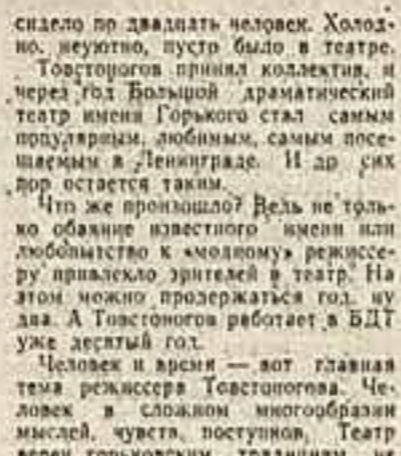 сидело по двадцать человек. Холод-
но, неуютно, пусто было в театре.
Товстоногов принял коллектив, и
через год Большой драматический
театр имени Горького стал самым
популярным, любимым, самым посе-
щаемым в Ленинграде. И до сих
пор остается таким.
Что же произошло? Ведь не толь-
ко обаяние известного имени или
любопытство к «модному» режиссе-
ру привлекло зрителей в театр. На
этом можно продержаться год, ну
два. А Товстоногов работает в БДТ
уже десятый год.
Человек и время — вот главная
тема режиссера Товстоногова. Че-
ловек в сложном многообразии
мыслей, чувств, поступков. Театр
верен горьковским традициям, не